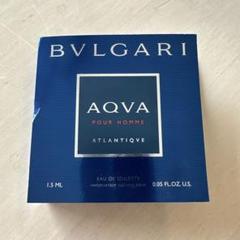 BVLGARI
AQVA
POUR HOMME
ATLANTIQVE
EAU DE TOILETTE
1.5 ML
0.05 FL.OZ. U.S.